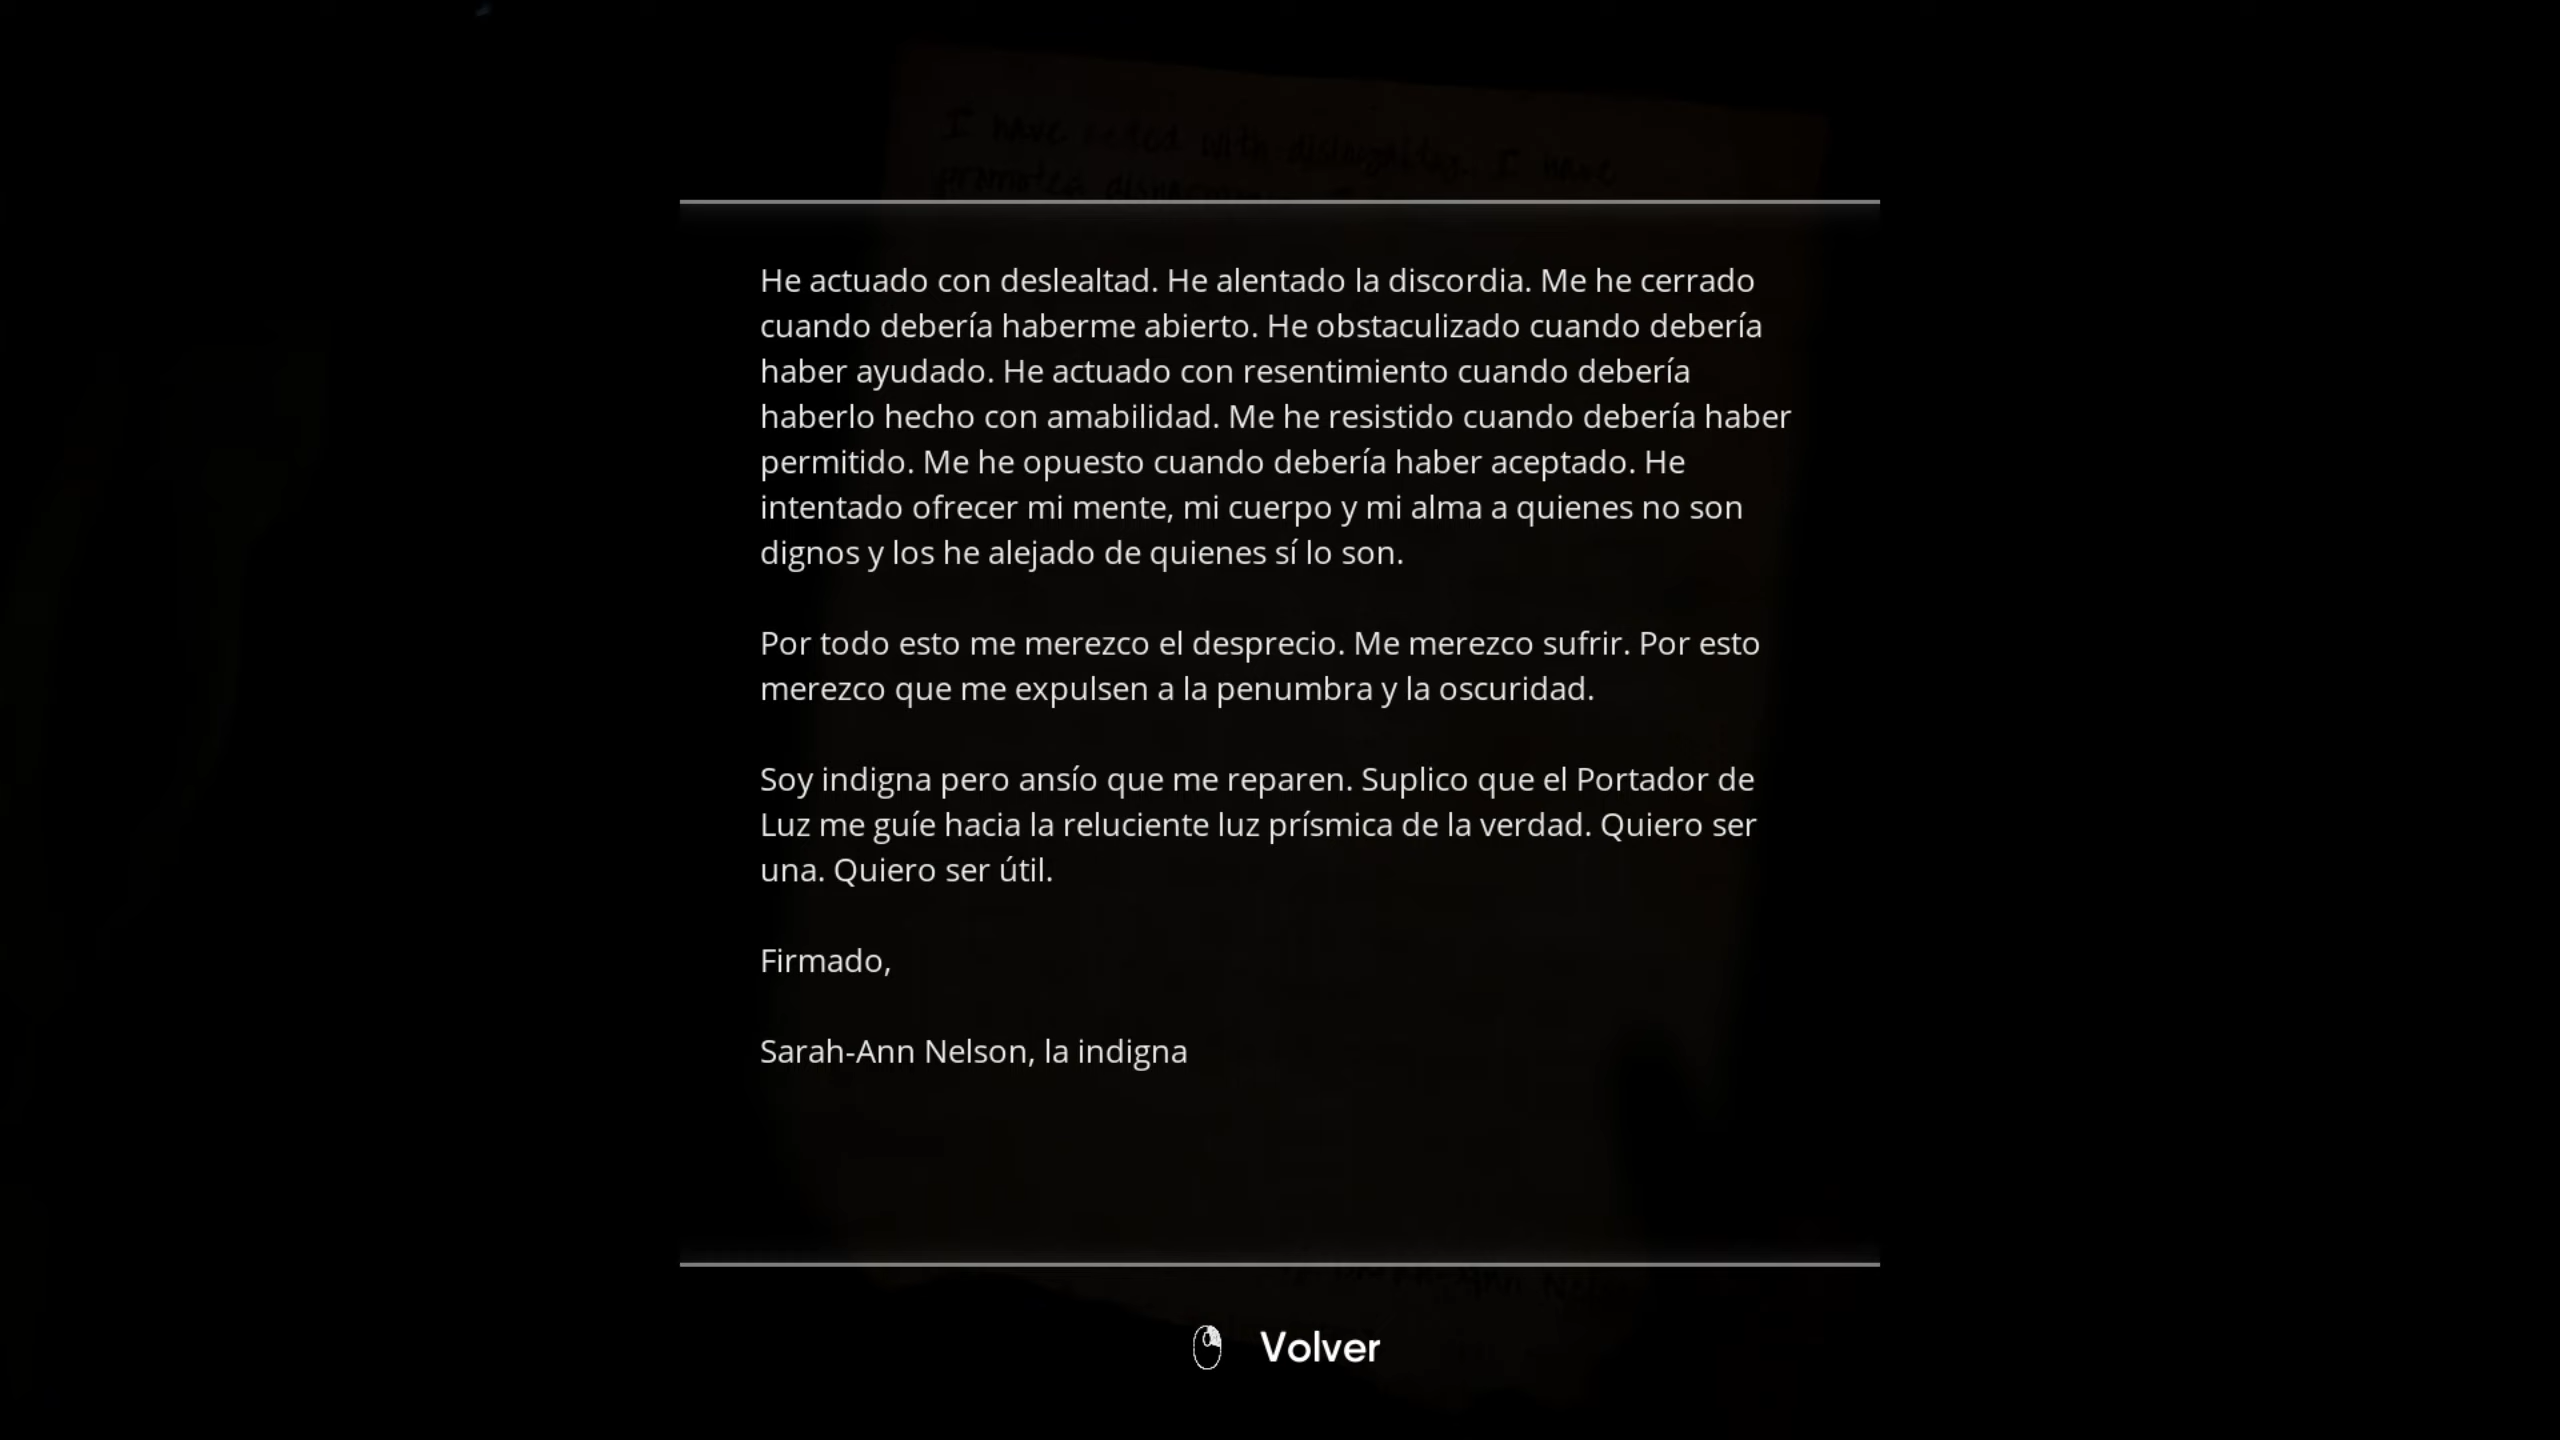 I have acted with disloyalty. I have
promoted
He actuado con deslealtad. He alentado la discordia. Me he cerrado
cuando debería haberme abierto. He obstaculizado cuando debería
haber ayudado. He actuado con resentimiento cuando debería
haberlo hecho con amabilidad. Me he resistido cuando debería haber
permitido. Me he opuesto cuando debería haber aceptado. He
intentado ofrecer mi mente, mi cuerpo y mi alma a quienes no son
dignos y los he alejado de quienes sí lo son.
Por todo esto me merezco el desprecio. Me merezco sufrir. Por esto
merezco que me expulsen a la penumbra y la oscuridad.
Soy indigna pero ansío que me reparen. Suplico que el Portador de
Luz me guíe hacia la reluciente luz prísmica de la verdad. Quiero ser
una. Quiero ser útil.
Firmado,
Sarah-Ann Nelson, la indigna
Volver